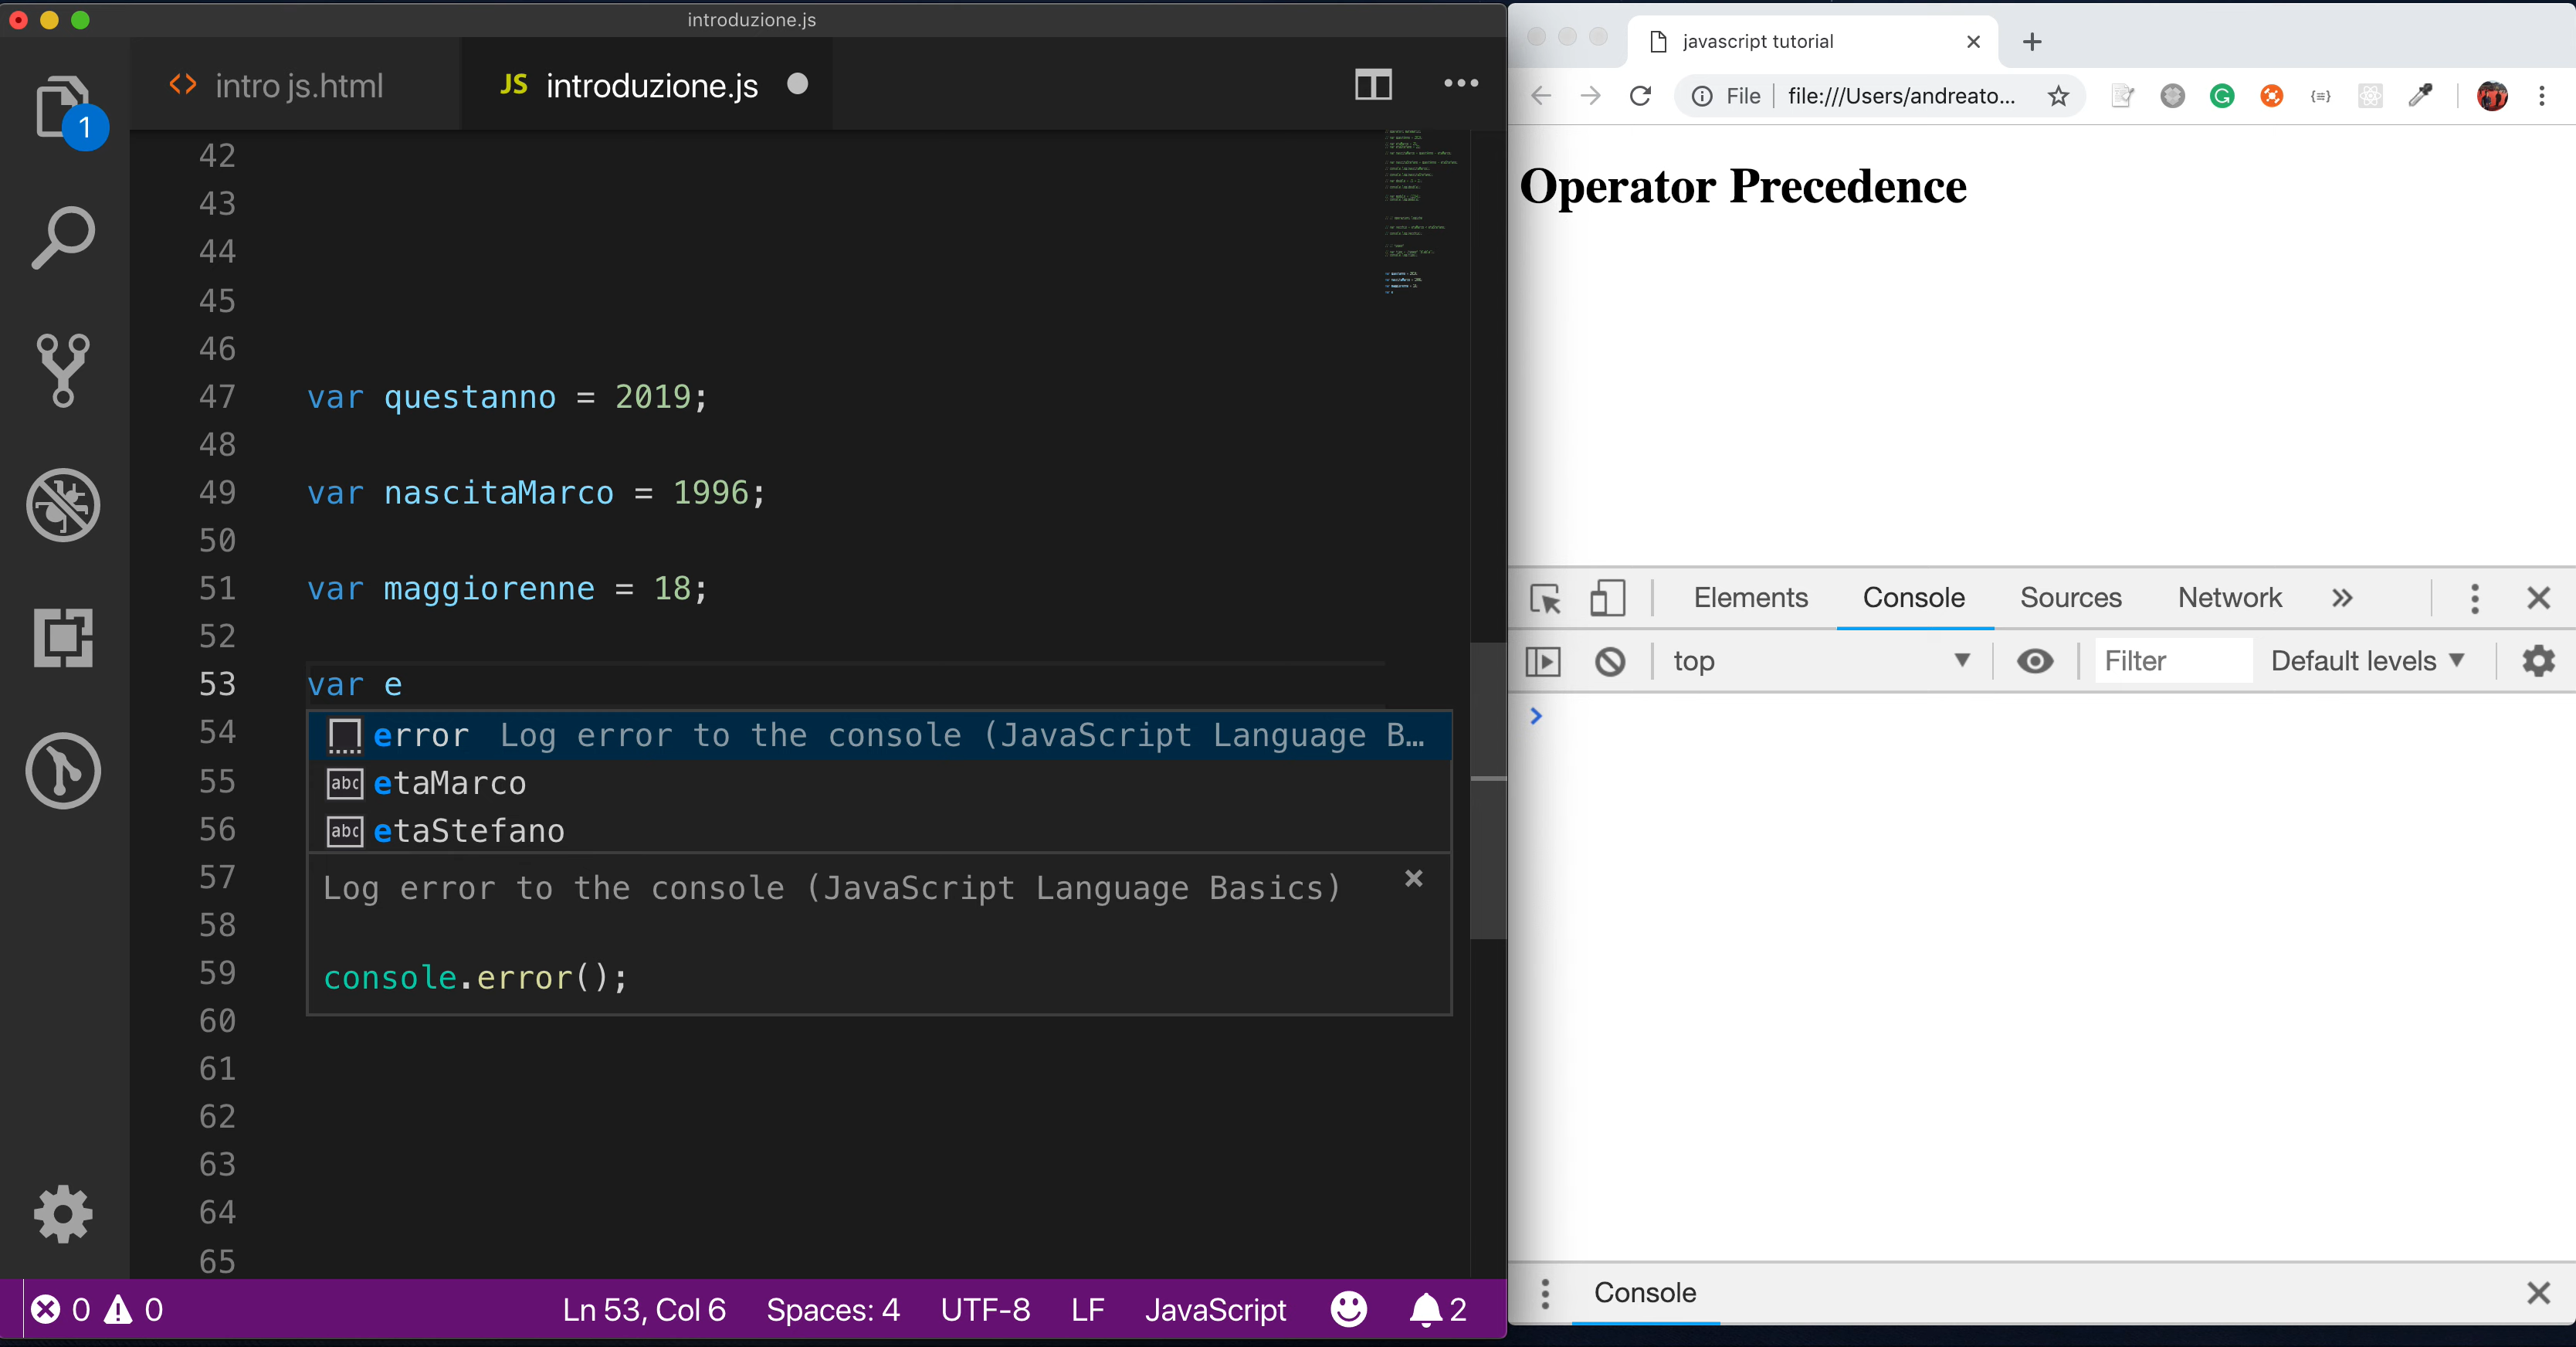 introduzione.js
intro js.html
JS introduzione.js
1
42
43
44
45
46
47 var questanno = 2019;
48
49 var nascitaMarco = 1996;
50
51 var maggiorenne = 18;
52
53 var e
54 error Log error to the console (JavaScript Language B…
55 abc etaMarco
56 abc etaStefano
57 Log error to the console (JavaScript Language Basics)
58
59 console.error();
60
61
62
63
64
65
0 0 Ln 53, Col 6 Spaces: 4 UTF-8 LF JavaScript 2
javascript tutorial
File file:///Users/andreato...
Operator Precedence
Elements Console Sources Network
top Filter Default levels
Console